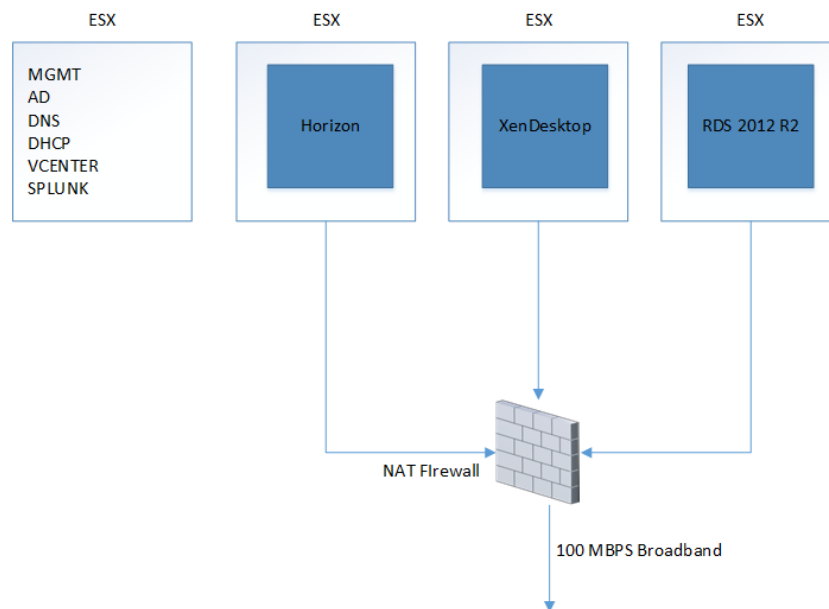 ESX
ESX
ESX
ESX
MGMT
AD
DNS
DHCP
VCENTER
SPLUNK
Horizon
XenDesktop
RDS 2012 R2
NAT FIrewall
100 MBPS Broadband